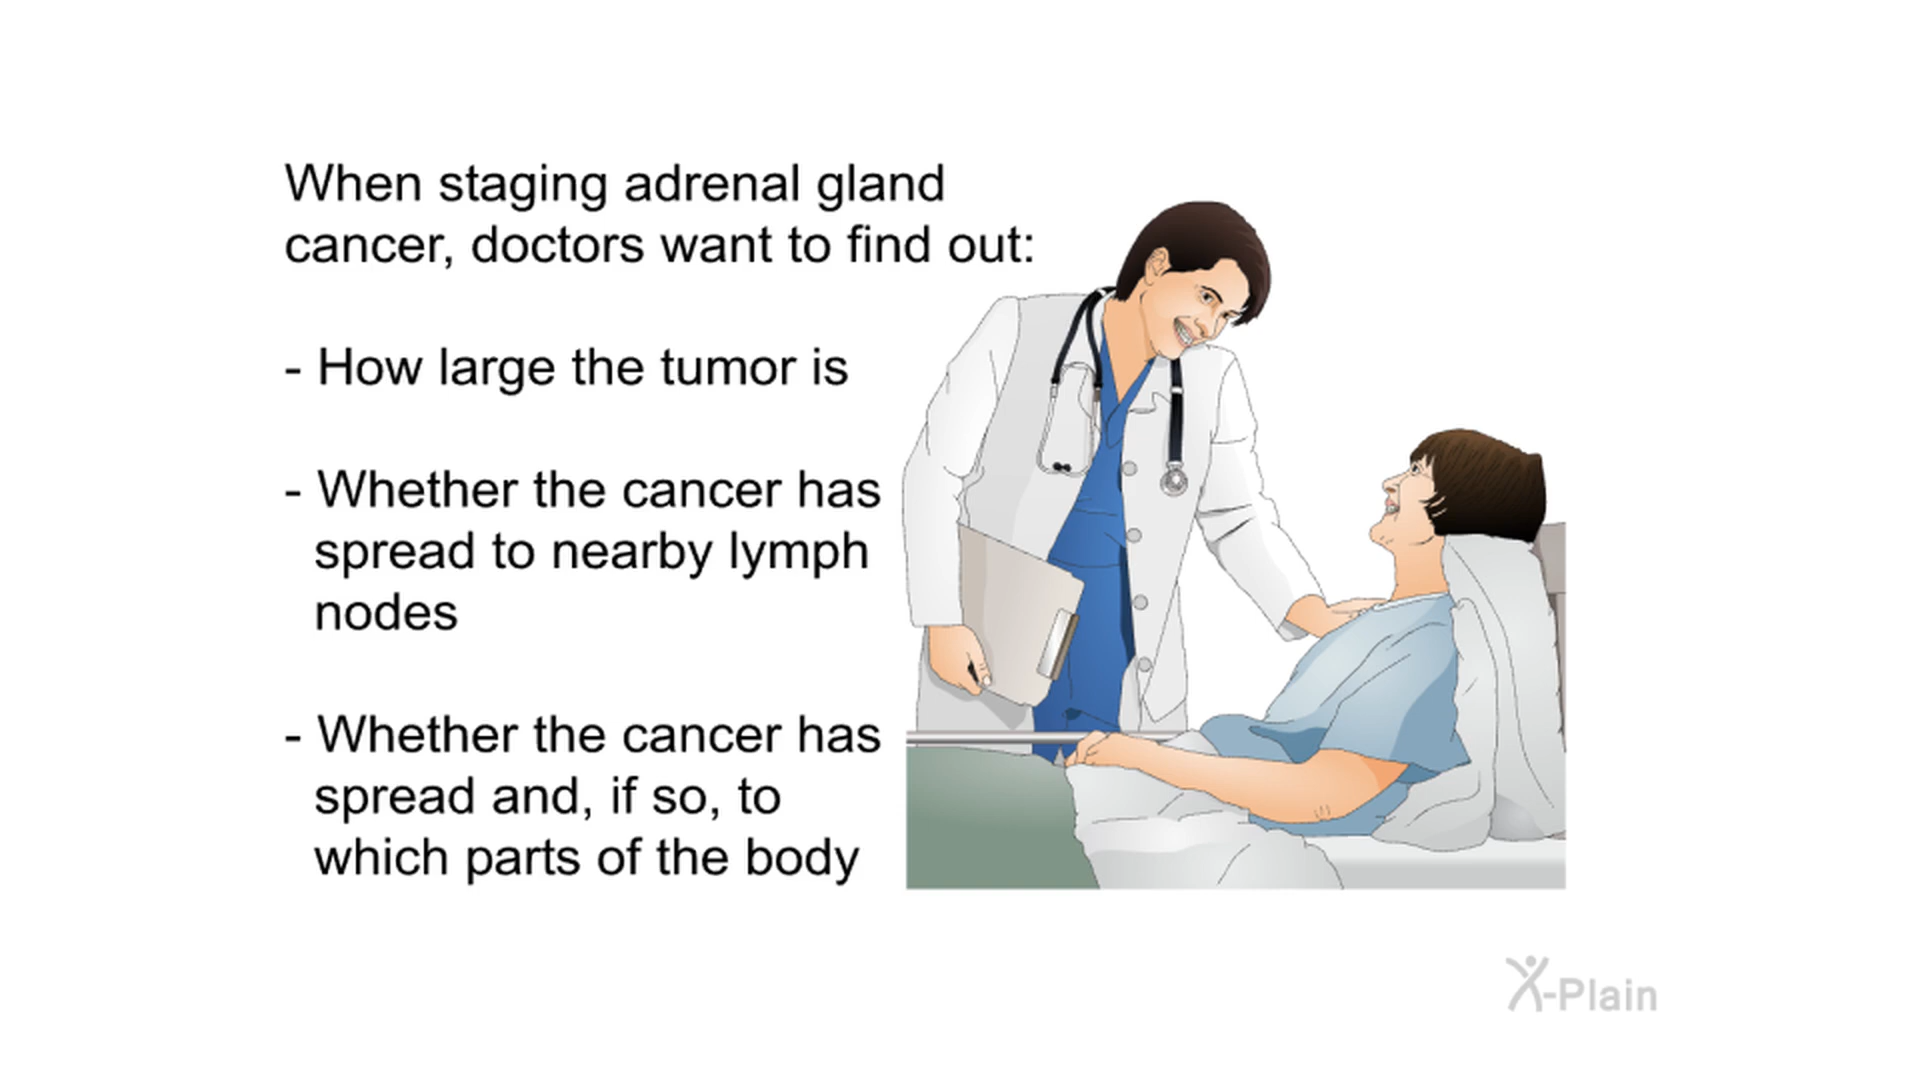 When staging adrenal gland
cancer, doctors want to find out:
- How large the tumor is
- Whether the cancer has
spread to nearby lymph
nodes
- Whether the cancer has
spread and, if so, to
which parts of the body
X-Plain